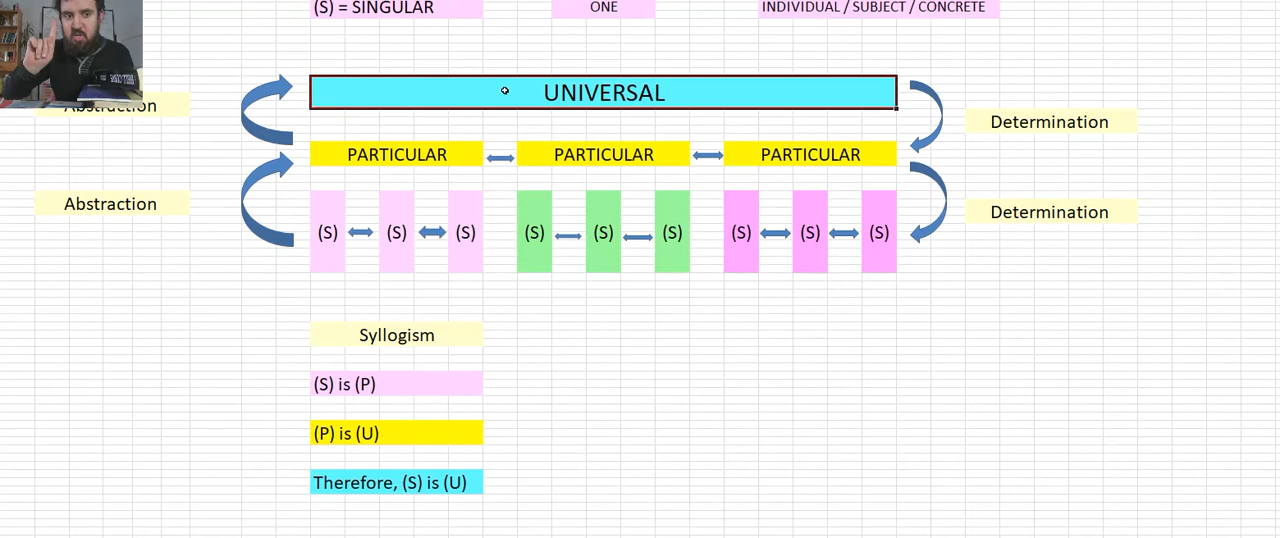 (S) = SINGULAR ONE INDIVIDUAL / SUBJECT / CONCRETE
UNIVERSAL
Abstraction
Determination
PARTICULAR PARTICULAR PARTICULAR
Abstraction
Determination
(S) (S) (S) (S) (S) (S) (S) (S) (S)
Syllogism
(S) is (P)
(P) is (U)
Therefore, (S) is (U)